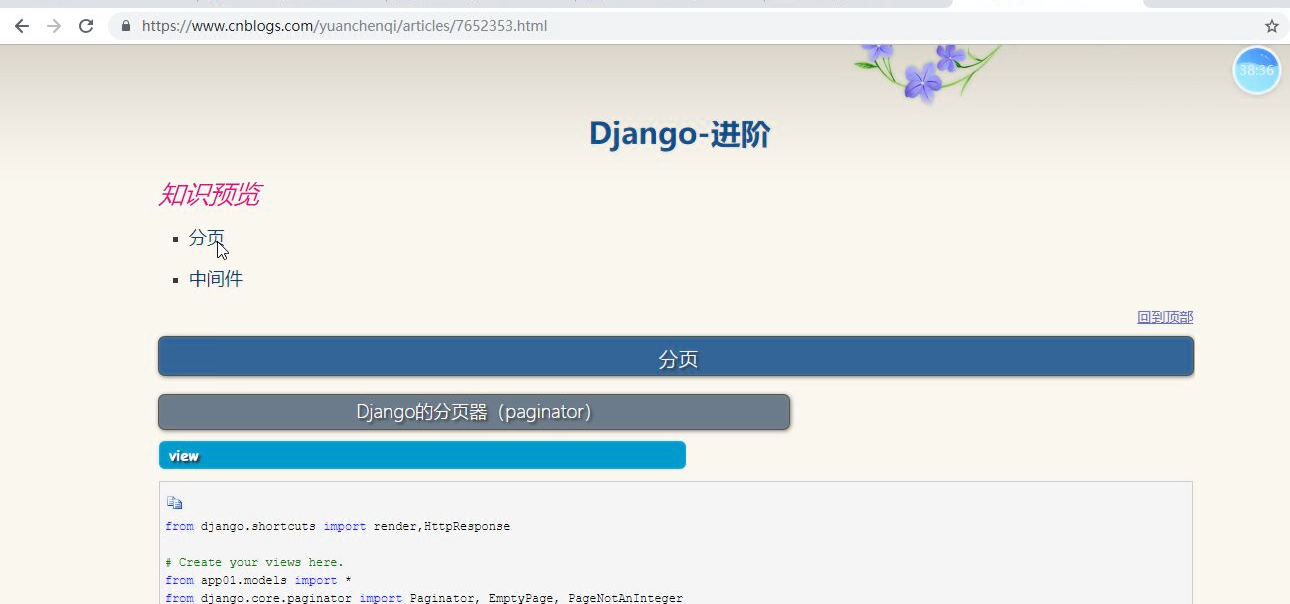 https://www.cnblogs.com/yuanchenqi/articles/7652353.html
38:36
Django-进阶
知识预览
分页
中间件
回到顶部
分页
Django的分页器（paginator）
view
from django.shortcuts import render,HttpResponse
# Create your views here.
from app01.models import *
from django.core.paginator import Paginator, EmptyPage, PageNotAnInteger